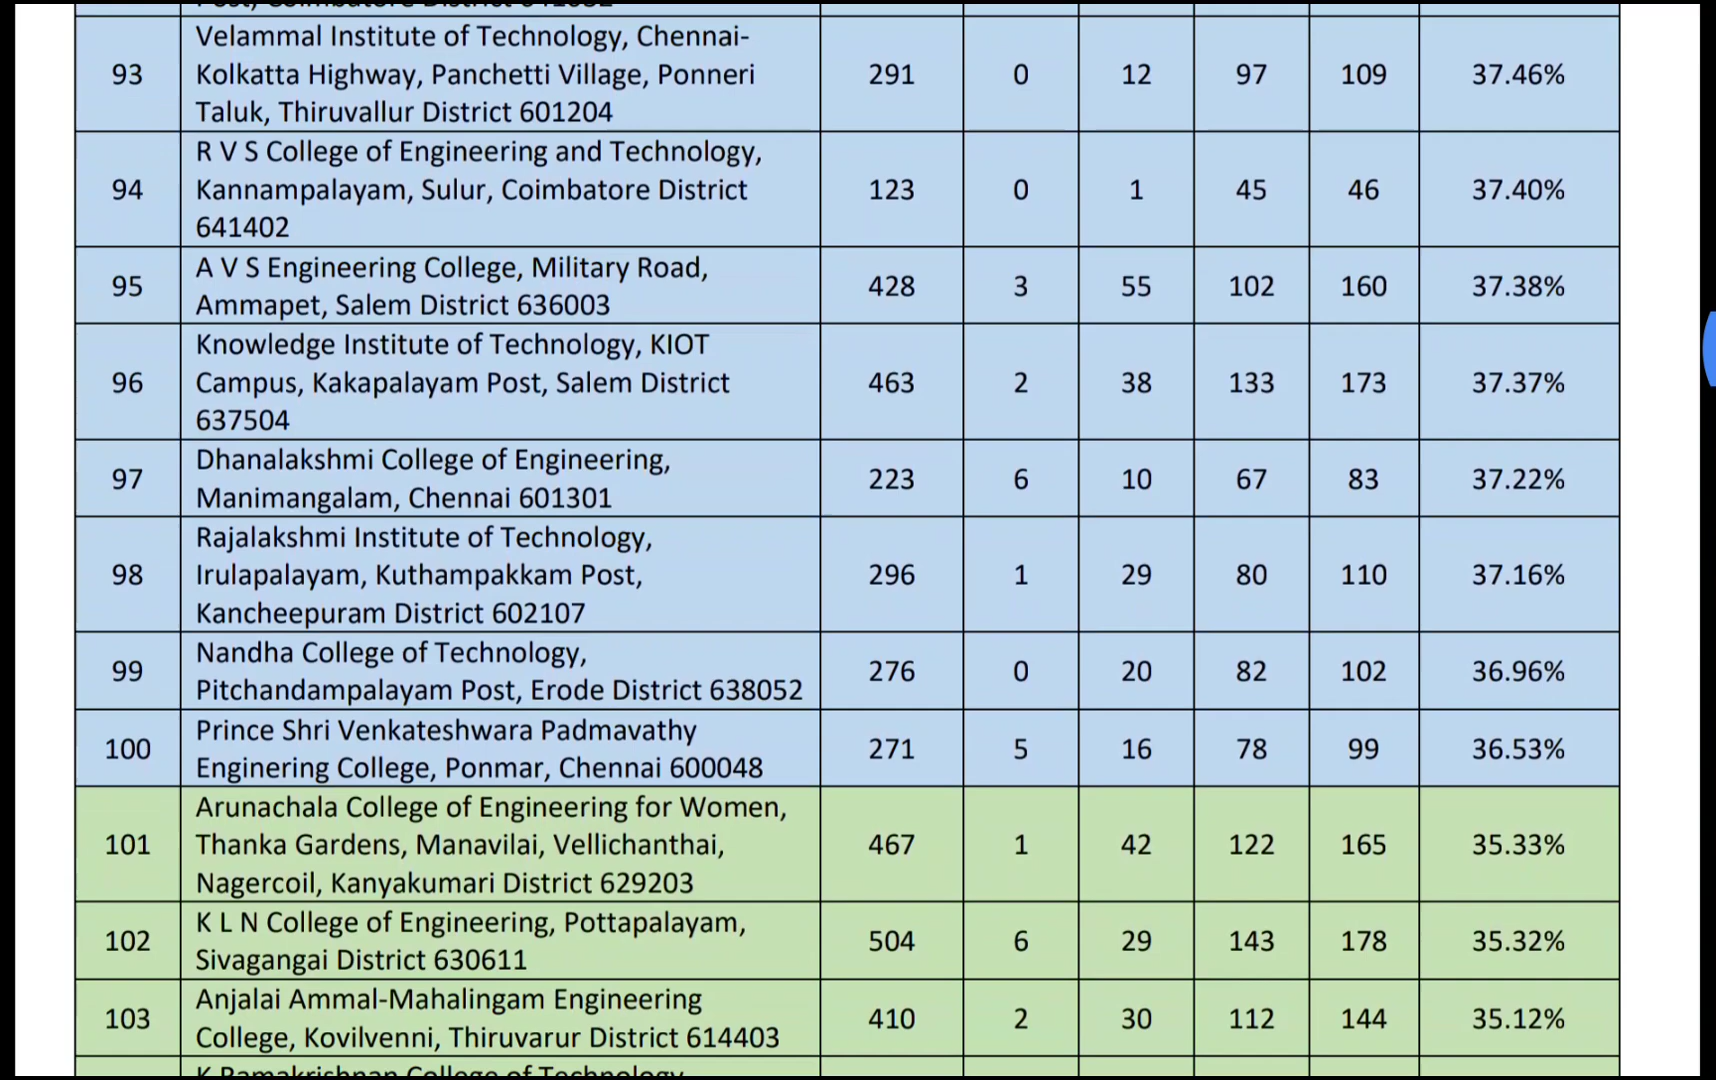 Post, Coimbatore District 641032
93 Velammal Institute of Technology, Chennai- 291 0 12 97 109 37.46%
Kolkatta Highway, Panchetti Village, Ponneri
Taluk, Thiruvallur District 601204
94 R V S College of Engineering and Technology, 123 0 1 45 46 37.40%
Kannampalayam, Sulur, Coimbatore District
641402
95 A V S Engineering College, Military Road, 428 3 55 102 160 37.38%
Ammapet, Salem District 636003
96 Knowledge Institute of Technology, KIOT 463 2 38 133 173 37.37%
Campus, Kakapalayam Post, Salem District
637504
97 Dhanalakshmi College of Engineering, 223 6 10 67 83 37.22%
Manimangalam, Chennai 601301
98 Rajalakshmi Institute of Technology, 296 1 29 80 110 37.16%
Irulapalayam, Kuthampakkam Post,
Kancheepuram District 602107
99 Nandha College of Technology, 276 0 20 82 102 36.96%
Pitchandampalayam Post, Erode District 638052
100 Prince Shri Venkateshwara Padmavathy 271 5 16 78 99 36.53%
Enginering College, Ponmar, Chennai 600048
101 Arunachala College of Engineering for Women, 467 1 42 122 165 35.33%
Thanka Gardens, Manavilai, Vellichanthai,
Nagercoil, Kanyakumari District 629203
102 K L N College of Engineering, Pottapalayam, 504 6 29 143 178 35.32%
Sivagangai District 630611
103 Anjalai Ammal-Mahalingam Engineering 410 2 30 112 144 35.12%
College, Kovilvenni, Thiruvarur District 614403
K Ramakrishnan College of Technology,